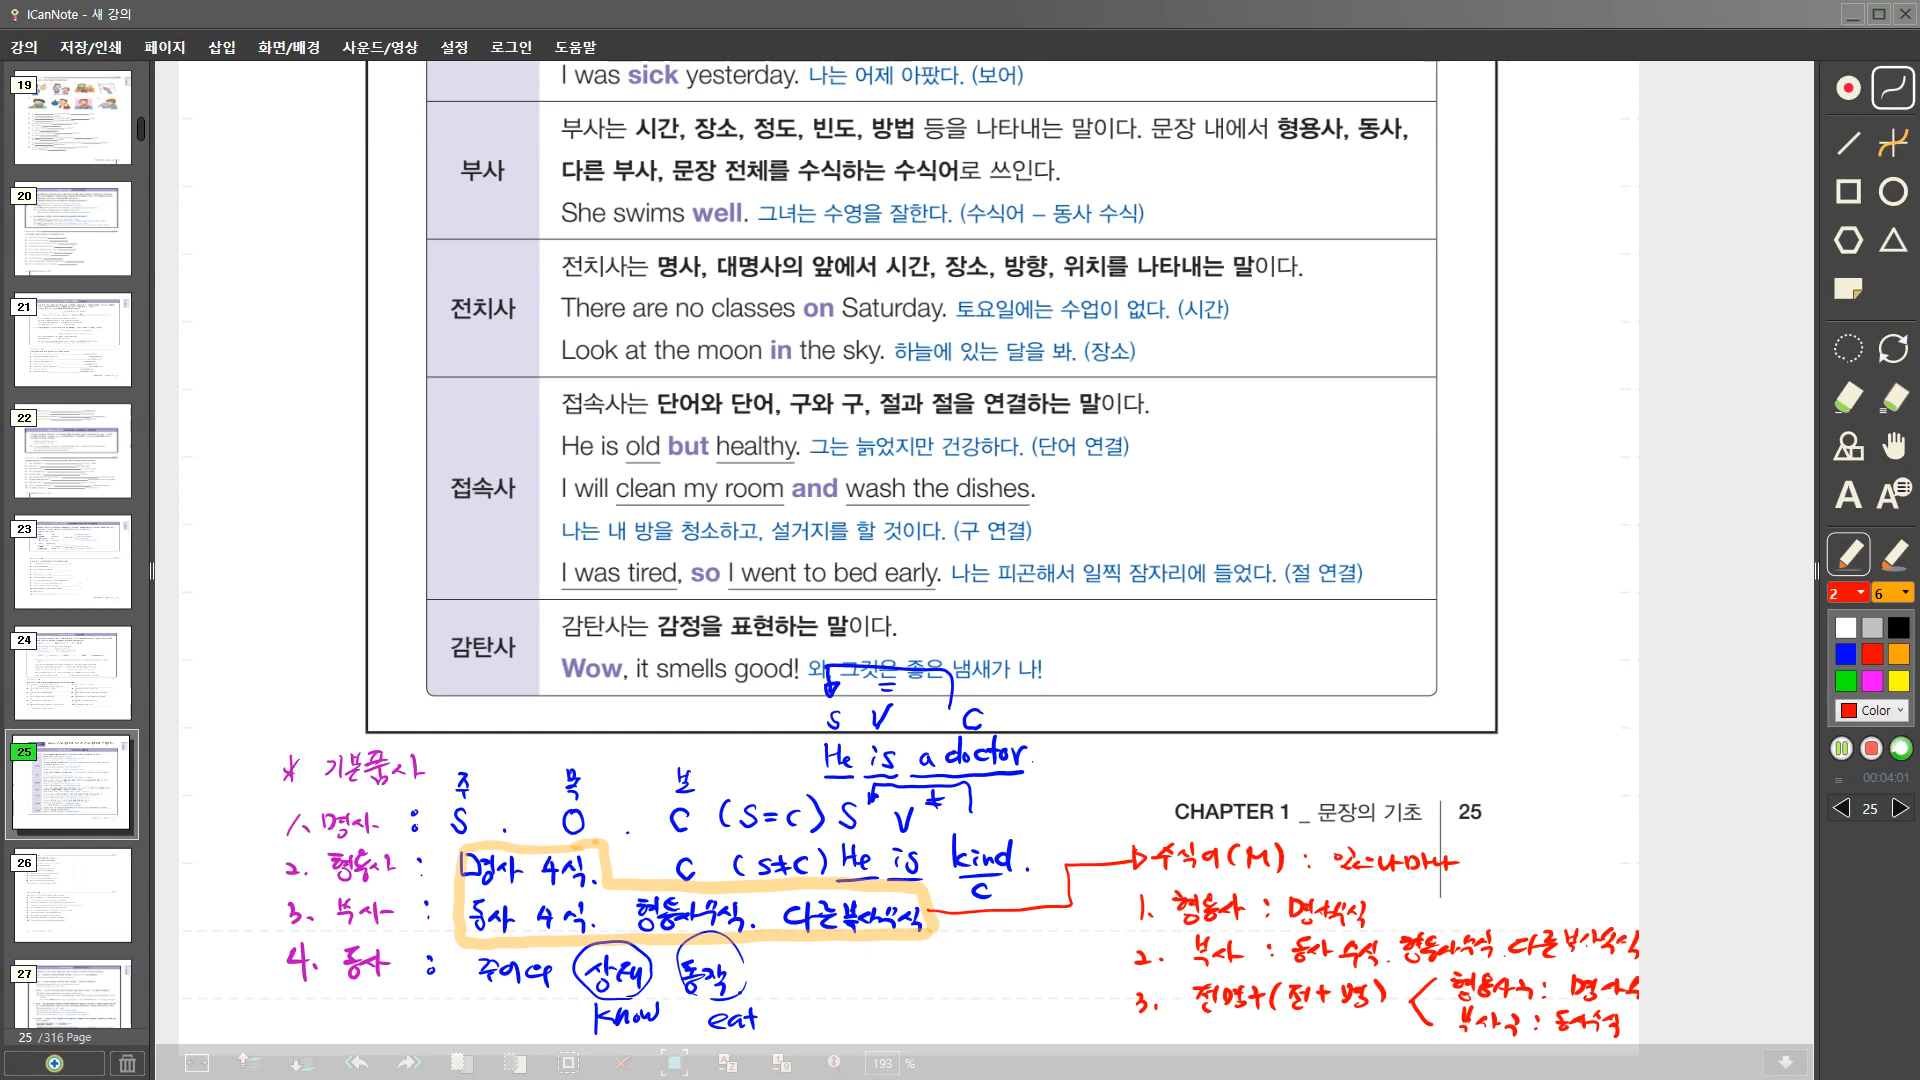 ICanNote - 새 강의
강의 저장/인쇄 페이지 삽입 화면/배경 사운드/영상 설정 로그인 도움말
19
20
21
22
23
24
25
26
27
25 /316 Page
I was sick yesterday. 나는 어제 아팠다. (보어)
부사
부사는 시간, 장소, 정도, 빈도, 방법 등을 나타내는 말이다. 문장 내에서 형용사, 동사,
다른 부사, 문장 전체를 수식하는 수식어로 쓰인다.
She swims well. 그녀는 수영을 잘한다. (수식어 – 동사 수식)
전치사
전치사는 명사, 대명사의 앞에서 시간, 장소, 방향, 위치를 나타내는 말이다.
There are no classes on Saturday. 토요일에는 수업이 없다. (시간)
Look at the moon in the sky. 하늘에 있는 달을 봐. (장소)
접속사
접속사는 단어와 단어, 구와 구, 절과 절을 연결하는 말이다.
He is old but healthy. 그는 늙었지만 건강하다. (단어 연결)
I will clean my room and wash the dishes.
나는 내 방을 청소하고, 설거지를 할 것이다. (구 연결)
I was tired, so I went to bed early. 나는 피곤해서 일찍 잠자리에 들었다. (절 연결)
감탄사
감탄사는 감정을 표현하는 말이다.
Wow, it smells good! 와, 그것은 좋은 냄새가 나!
=
S V C
He is a doctor.
* 기본품사
주 목 보
1. 명사 : S . O . C (S=C) S V
2. 형용사 : 명사 수식. C (S≠C) He is kind.
C
3. 부사 : 동사 수식. 형용사수식. 다른부사수식
4. 동사 : 주어의 상태 동작
know eat
CHAPTER 1 _ 문장의 기초 25
수식어(M) :
1. 형용사 : 명사수식
2. 부사 : 동사 수식. 형용사수식. 다른부사수식
3. 전명구(전+명) 형용사구 : 명사수
부사구 : 동사수식
2 6
Color
00:04:01
25
193 %